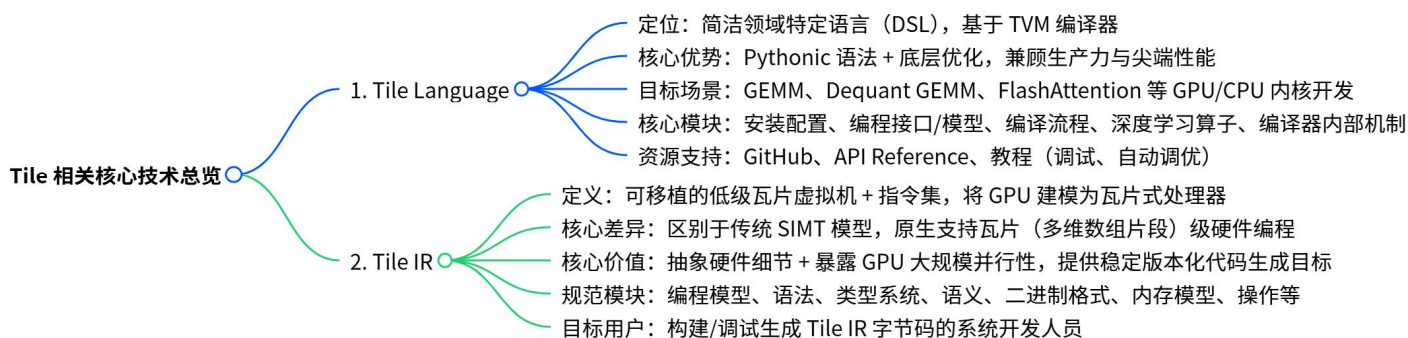 Tile 相关核心技术总览
1. Tile Language
定位：简洁领域特定语言（DSL），基于 TVM 编译器
核心优势：Pythonic 语法 + 底层优化，兼顾生产力与尖端性能
目标场景：GEMM、Dequant GEMM、FlashAttention 等 GPU/CPU 内核开发
核心模块：安装配置、编程接口/模型、编译流程、深度学习算子、编译器内部机制
资源支持：GitHub、API Reference、教程（调试、自动调优）
2. Tile IR
定义：可移植的低级瓦片虚拟机 + 指令集，将 GPU 建模为瓦片式处理器
核心差异：区别于传统 SIMT 模型，原生支持瓦片（多维数组片段）级硬件编程
核心价值：抽象硬件细节 + 暴露 GPU 大规模并行性，提供稳定版本化代码生成目标
规范模块：编程模型、语法、类型系统、语义、二进制格式、内存模型、操作等
目标用户：构建/调试生成 Tile IR 字节码的系统开发人员